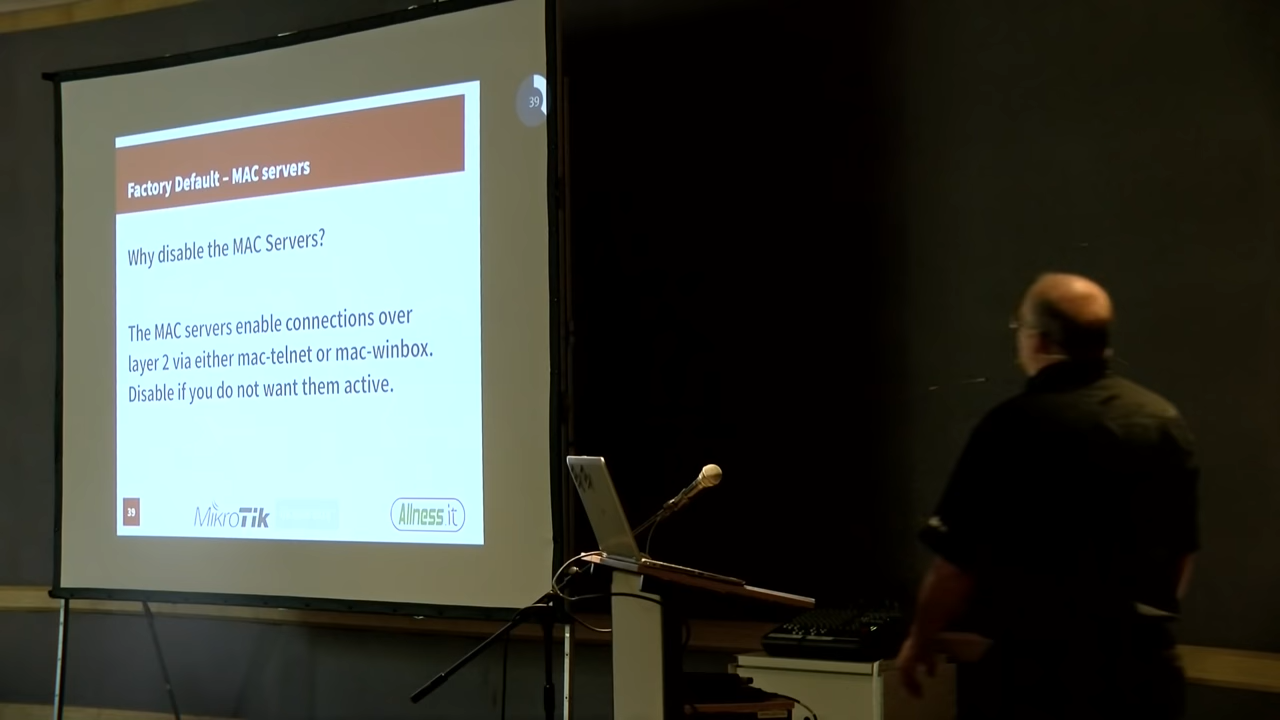 39
Factory Default – MAC servers
Why disable the MAC Servers?
The MAC servers enable connections over
layer 2 via either mac-telnet or mac-winbox.
Disable if you do not want them active.
39
MikroTik
Allness.it